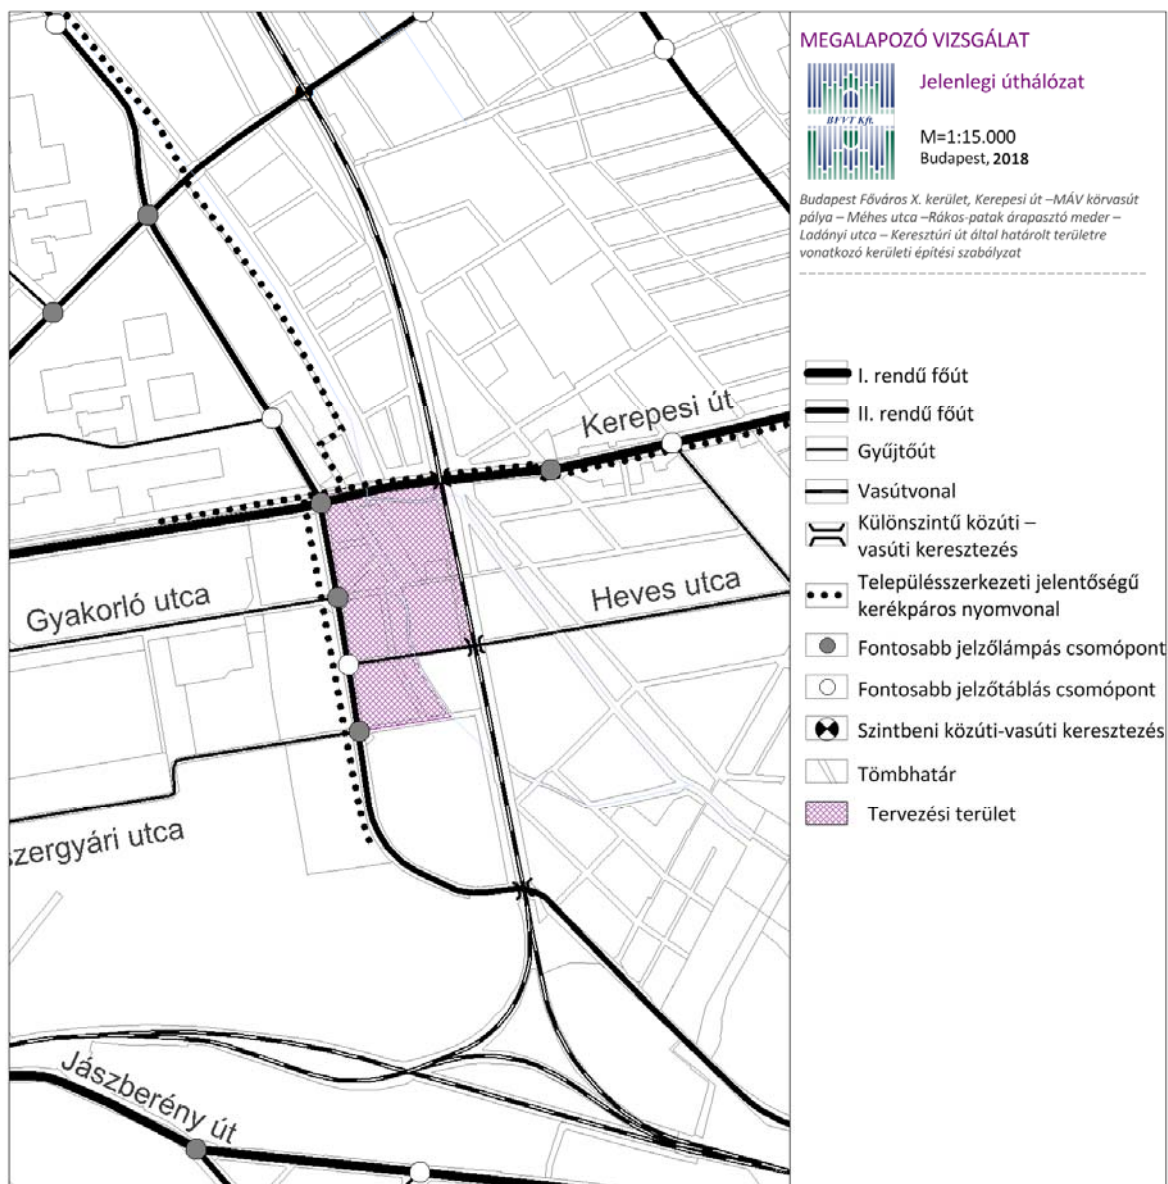 MEGALAPOZÓ VIZSGÁLAT
Jelenlegi úthálózat
BFVT Kft.
M=1:15.000
Budapest, 2018
Budapest Főváros X. kerület, Kerepesi út –MÁV körvasút
pálya – Méhes utca –Rákos-patak árapasztó meder –
Ladányi utca – Keresztúri út által határolt területre
vonatkozó kerületi építési szabályzat
I. rendű főút
II. rendű főút
Gyűjtőút
Vasútvonal
Különszintű közúti –
vasúti keresztezés
Településszerkezeti jelentőségű
kerékpáros nyomvonal
Fontosabb jelzőlámpás csomópont
Fontosabb jelzőtáblás csomópont
Szintbeni közúti-vasúti keresztezés
Tömbhatár
Tervezési terület
Kerepesi út
Gyakorló utca
Heves utca
szergyári utca
Jászberény út